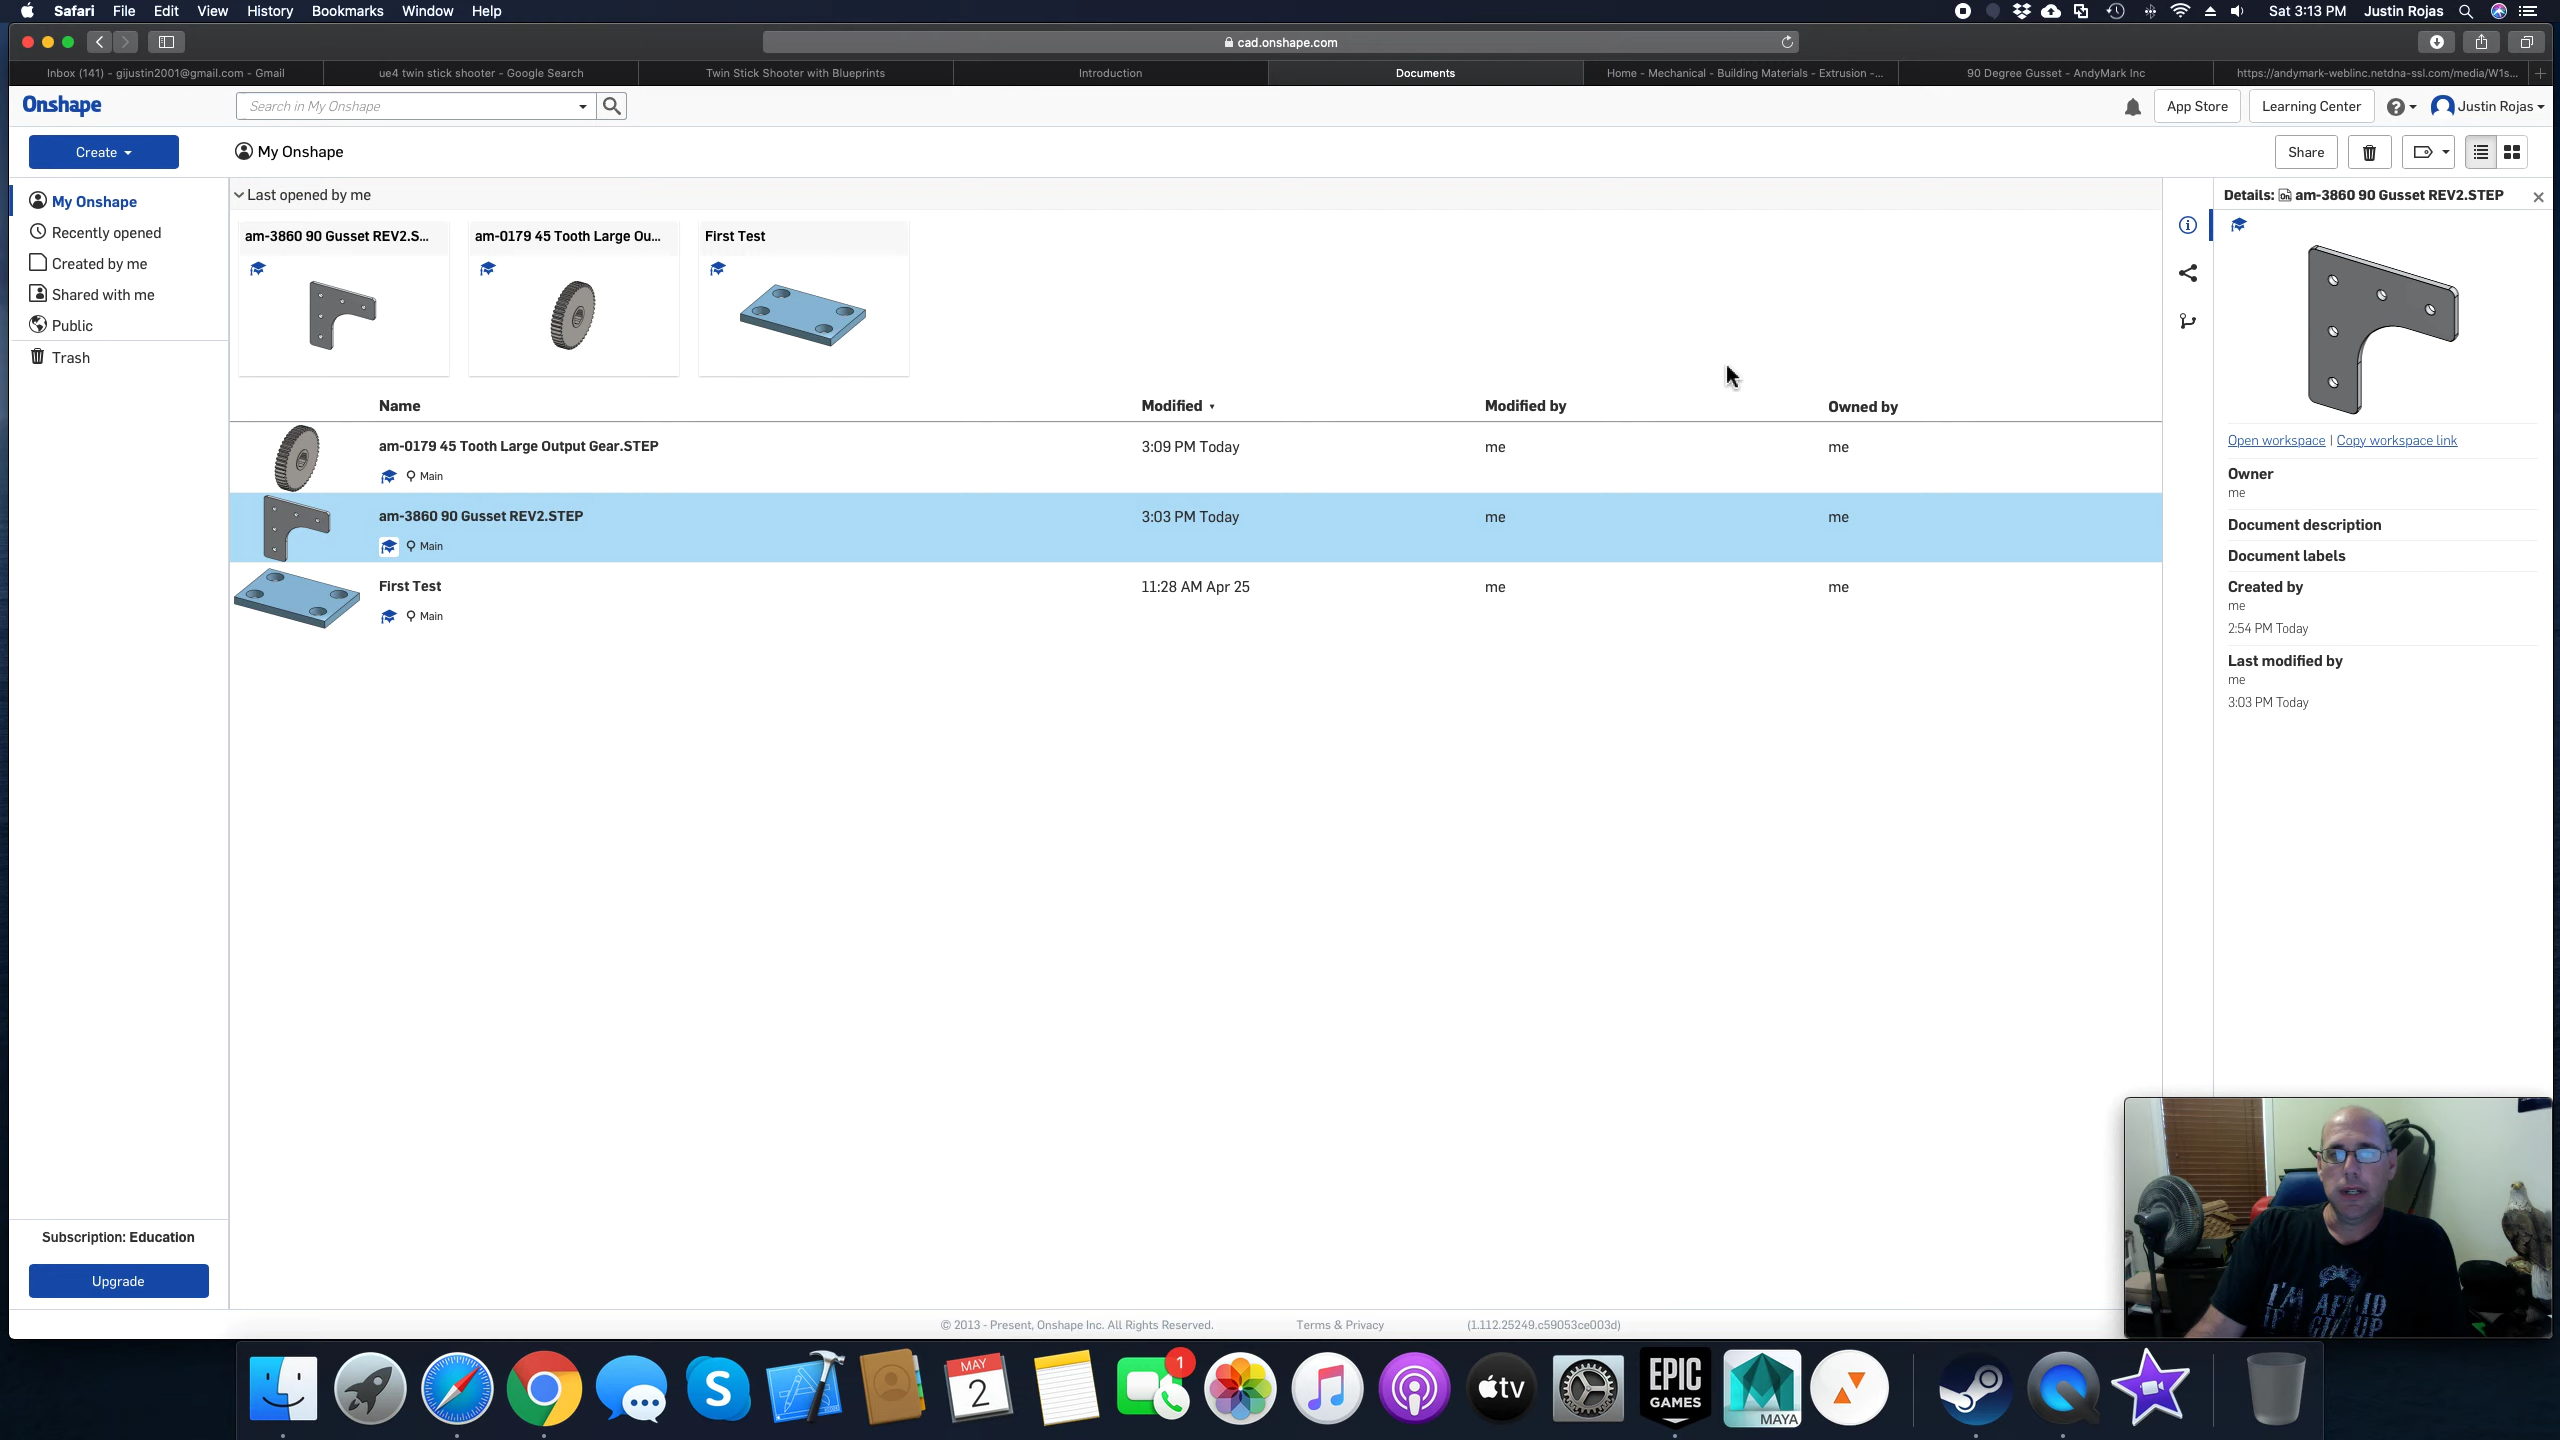 Safari File Edit View History Bookmarks Window Help
Sat 3:13 PM Justin Rojas
cad.onshape.com
Inbox (141) - gijustin2001@gmail.com - Gmail
ue4 twin stick shooter - Google Search
Twin Stick Shooter with Blueprints
Introduction
Documents
Home - Mechanical - Building Materials - Extrusion -...
90 Degree Gusset - AndyMark Inc
https://andymark-weblinc.netdna-ssl.com/media/W1s...
Onshape
Search in My Onshape
App Store
Learning Center
Justin Rojas
Create
My Onshape
Share
My Onshape
Recently opened
Created by me
Shared with me
Public
Trash
Last opened by me
am-3860 90 Gusset REV2.S...
am-0179 45 Tooth Large Ou...
First Test
Name Modified Modified by Owned by
am-0179 45 Tooth Large Output Gear.STEP 3:09 PM Today me me
Main
am-3860 90 Gusset REV2.STEP 3:03 PM Today me me
Main
First Test 11:28 AM Apr 25 me me
Main
Details: am-3860 90 Gusset REV2.STEP
Open workspace | Copy workspace link
Owner
me
Document description
Document labels
Created by
me
2:54 PM Today
Last modified by
me
3:03 PM Today
Subscription: Education
Upgrade
© 2013 - Present, Onshape Inc. All Rights Reserved.
Terms & Privacy
(1.112.25249.c59053ce003d)
I'M AFRAID
MAY
2
1
tv
EPIC
GAMES
MAYA